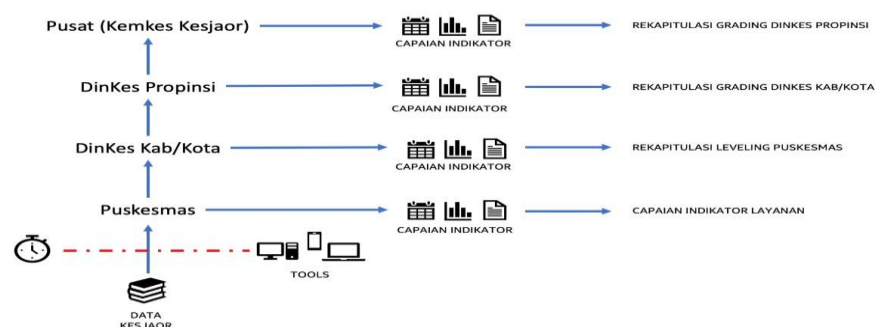 Pusat (Kemkes Kesjaor)
CAPAIAN INDIKATOR
REKAPITULASI GRADING DINKES PROPINSI
DinKes Propinsi
CAPAIAN INDIKATOR
REKAPITULASI GRADING DINKES KAB/KOTA
DinKes Kab/Kota
CAPAIAN INDIKATOR
REKAPITULASI LEVELING PUSKESMAS
Puskesmas
CAPAIAN INDIKATOR
CAPAIAN INDIKATOR LAYANAN
TOOLS
DATA
KESJAOR